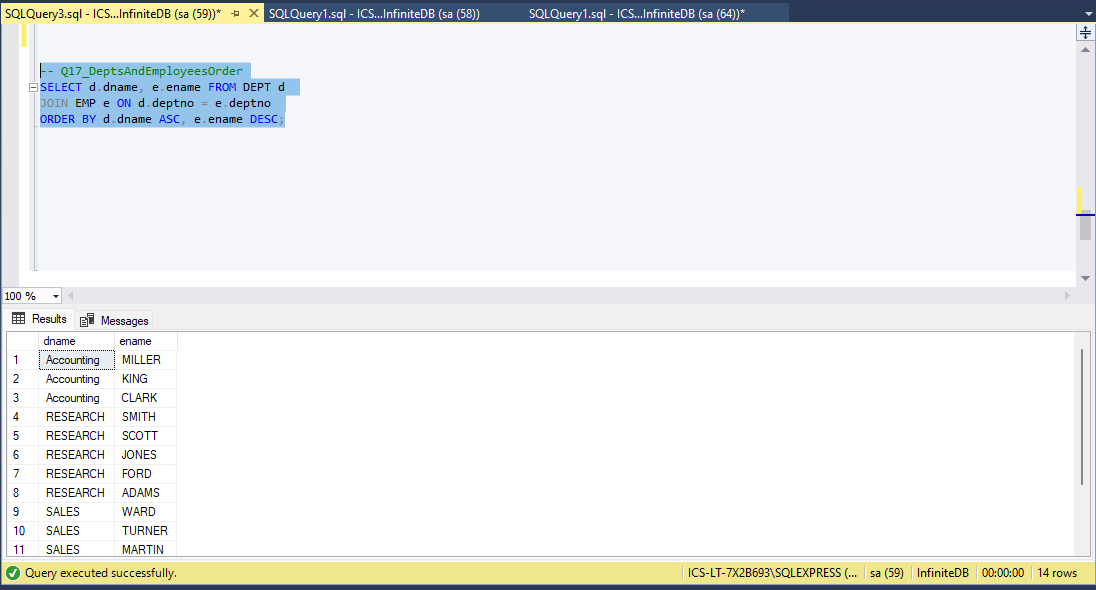 SQLQuery3.sql - ICS...InfiniteDB (sa (59))* SQLQuery1.sql - ICS...InfiniteDB (sa (58)) SQLQuery1.sql - ICS...InfiniteDB (sa (64))*
-- Q17_DeptsAndEmployeesOrder
SELECT d.dname, e.ename FROM DEPT d
JOIN EMP e ON d.deptno = e.deptno
ORDER BY d.dname ASC, e.ename DESC;
100 %
Results Messages
dname ename
1 Accounting MILLER
2 Accounting KING
3 Accounting CLARK
4 RESEARCH SMITH
5 RESEARCH SCOTT
6 RESEARCH JONES
7 RESEARCH FORD
8 RESEARCH ADAMS
9 SALES WARD
10 SALES TURNER
11 SALES MARTIN
Query executed successfully. ICS-LT-7X2B693\SQLEXPRESS (... sa (59) InfiniteDB 00:00:00 14 rows